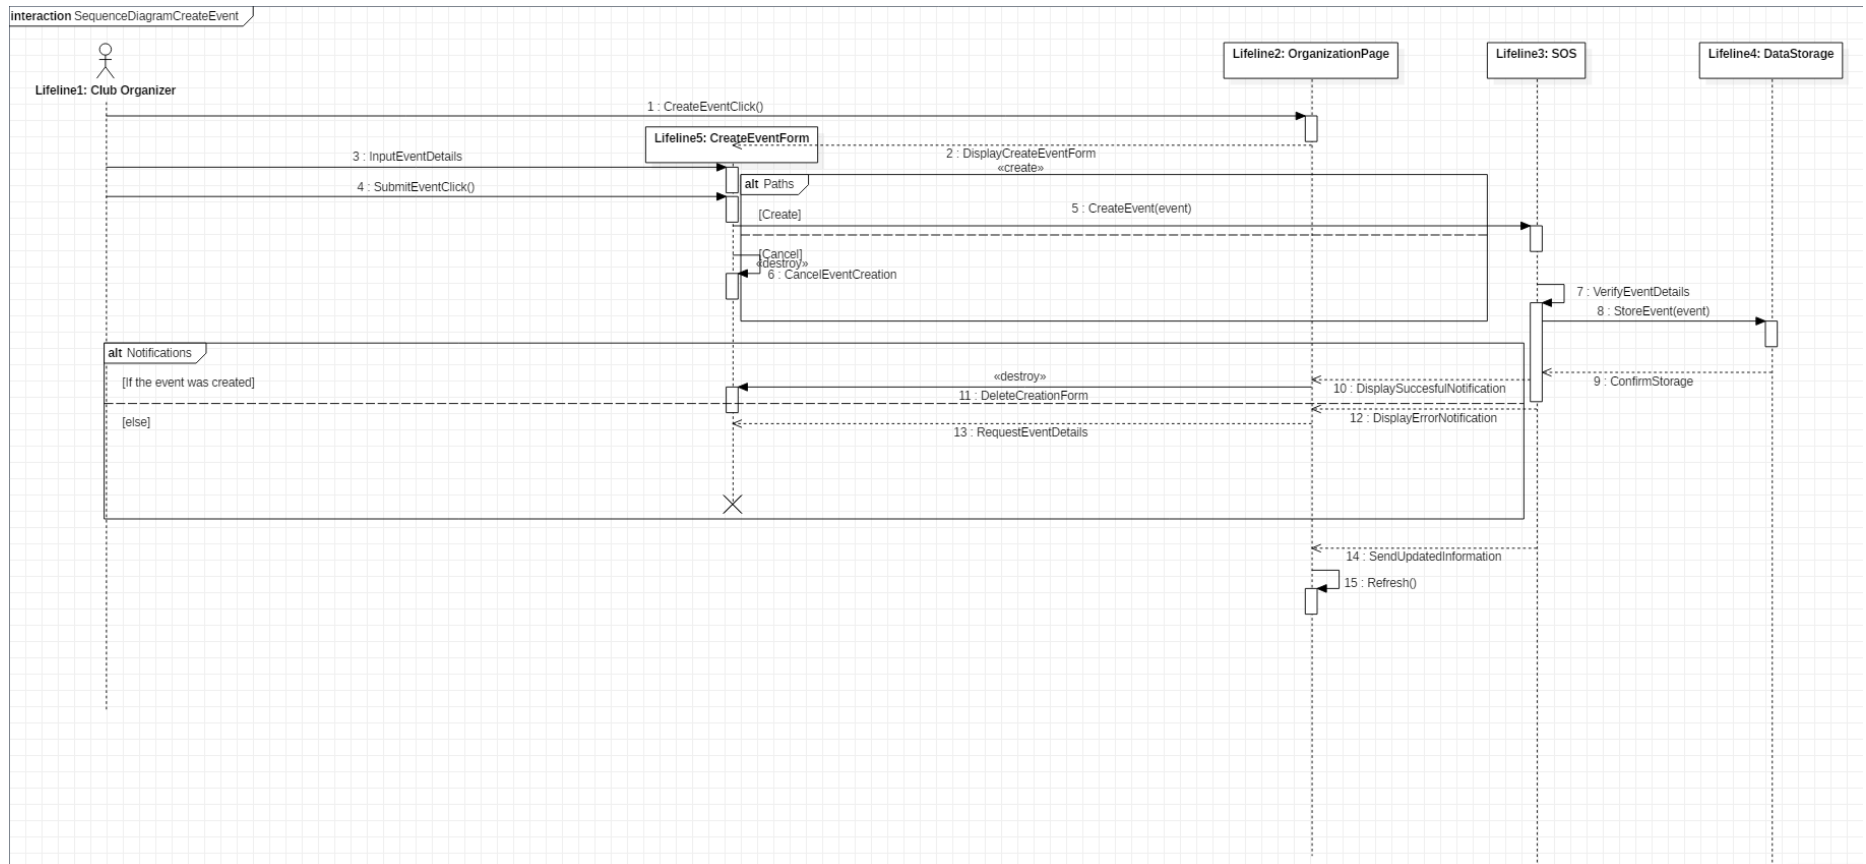 interaction SequenceDiagramCreateEvent
Lifeline1: Club Organizer
Lifeline2: OrganizationPage
Lifeline3: SOS
Lifeline4: DataStorage
1 : CreateEventClick()
Lifeline5: CreateEventForm
2 : DisplayCreateEventForm
«create»
3 : InputEventDetails
4 : SubmitEventClick()
alt Paths
[Create]
5 : CreateEvent(event)
[Cancel]
«destroy»
6 : CancelEventCreation
7 : VerifyEventDetails
8 : StoreEvent(event)
alt Notifications
[If the event was created]
«destroy»
9 : ConfirmStorage
10 : DisplaySuccesfulNotification
11 : DeleteCreationForm
[else]
12 : DisplayErrorNotification
13 : RequestEventDetails
14 : SendUpdatedInformation
15 : Refresh()